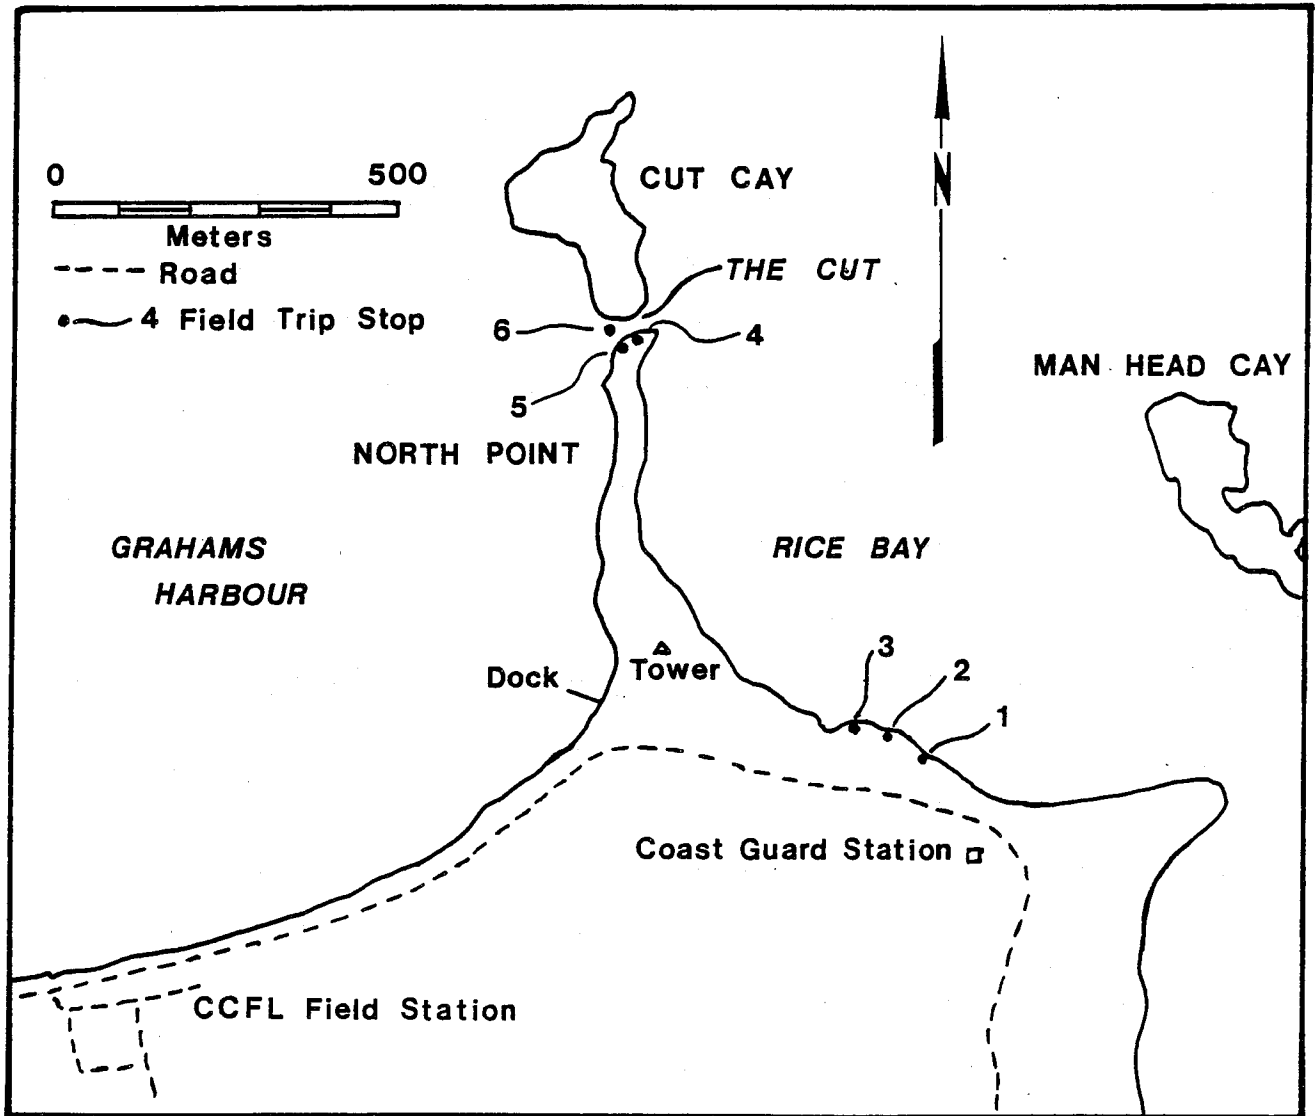 0 500
Meters
Road
4 Field Trip Stop
CUT CAY
THE CUT
6
4
5
NORTH POINT
N
MAN HEAD CAY
GRAHAMS
HARBOUR
RICE BAY
Dock
Tower
3
2
1
Coast Guard Station
CCFL Field Station